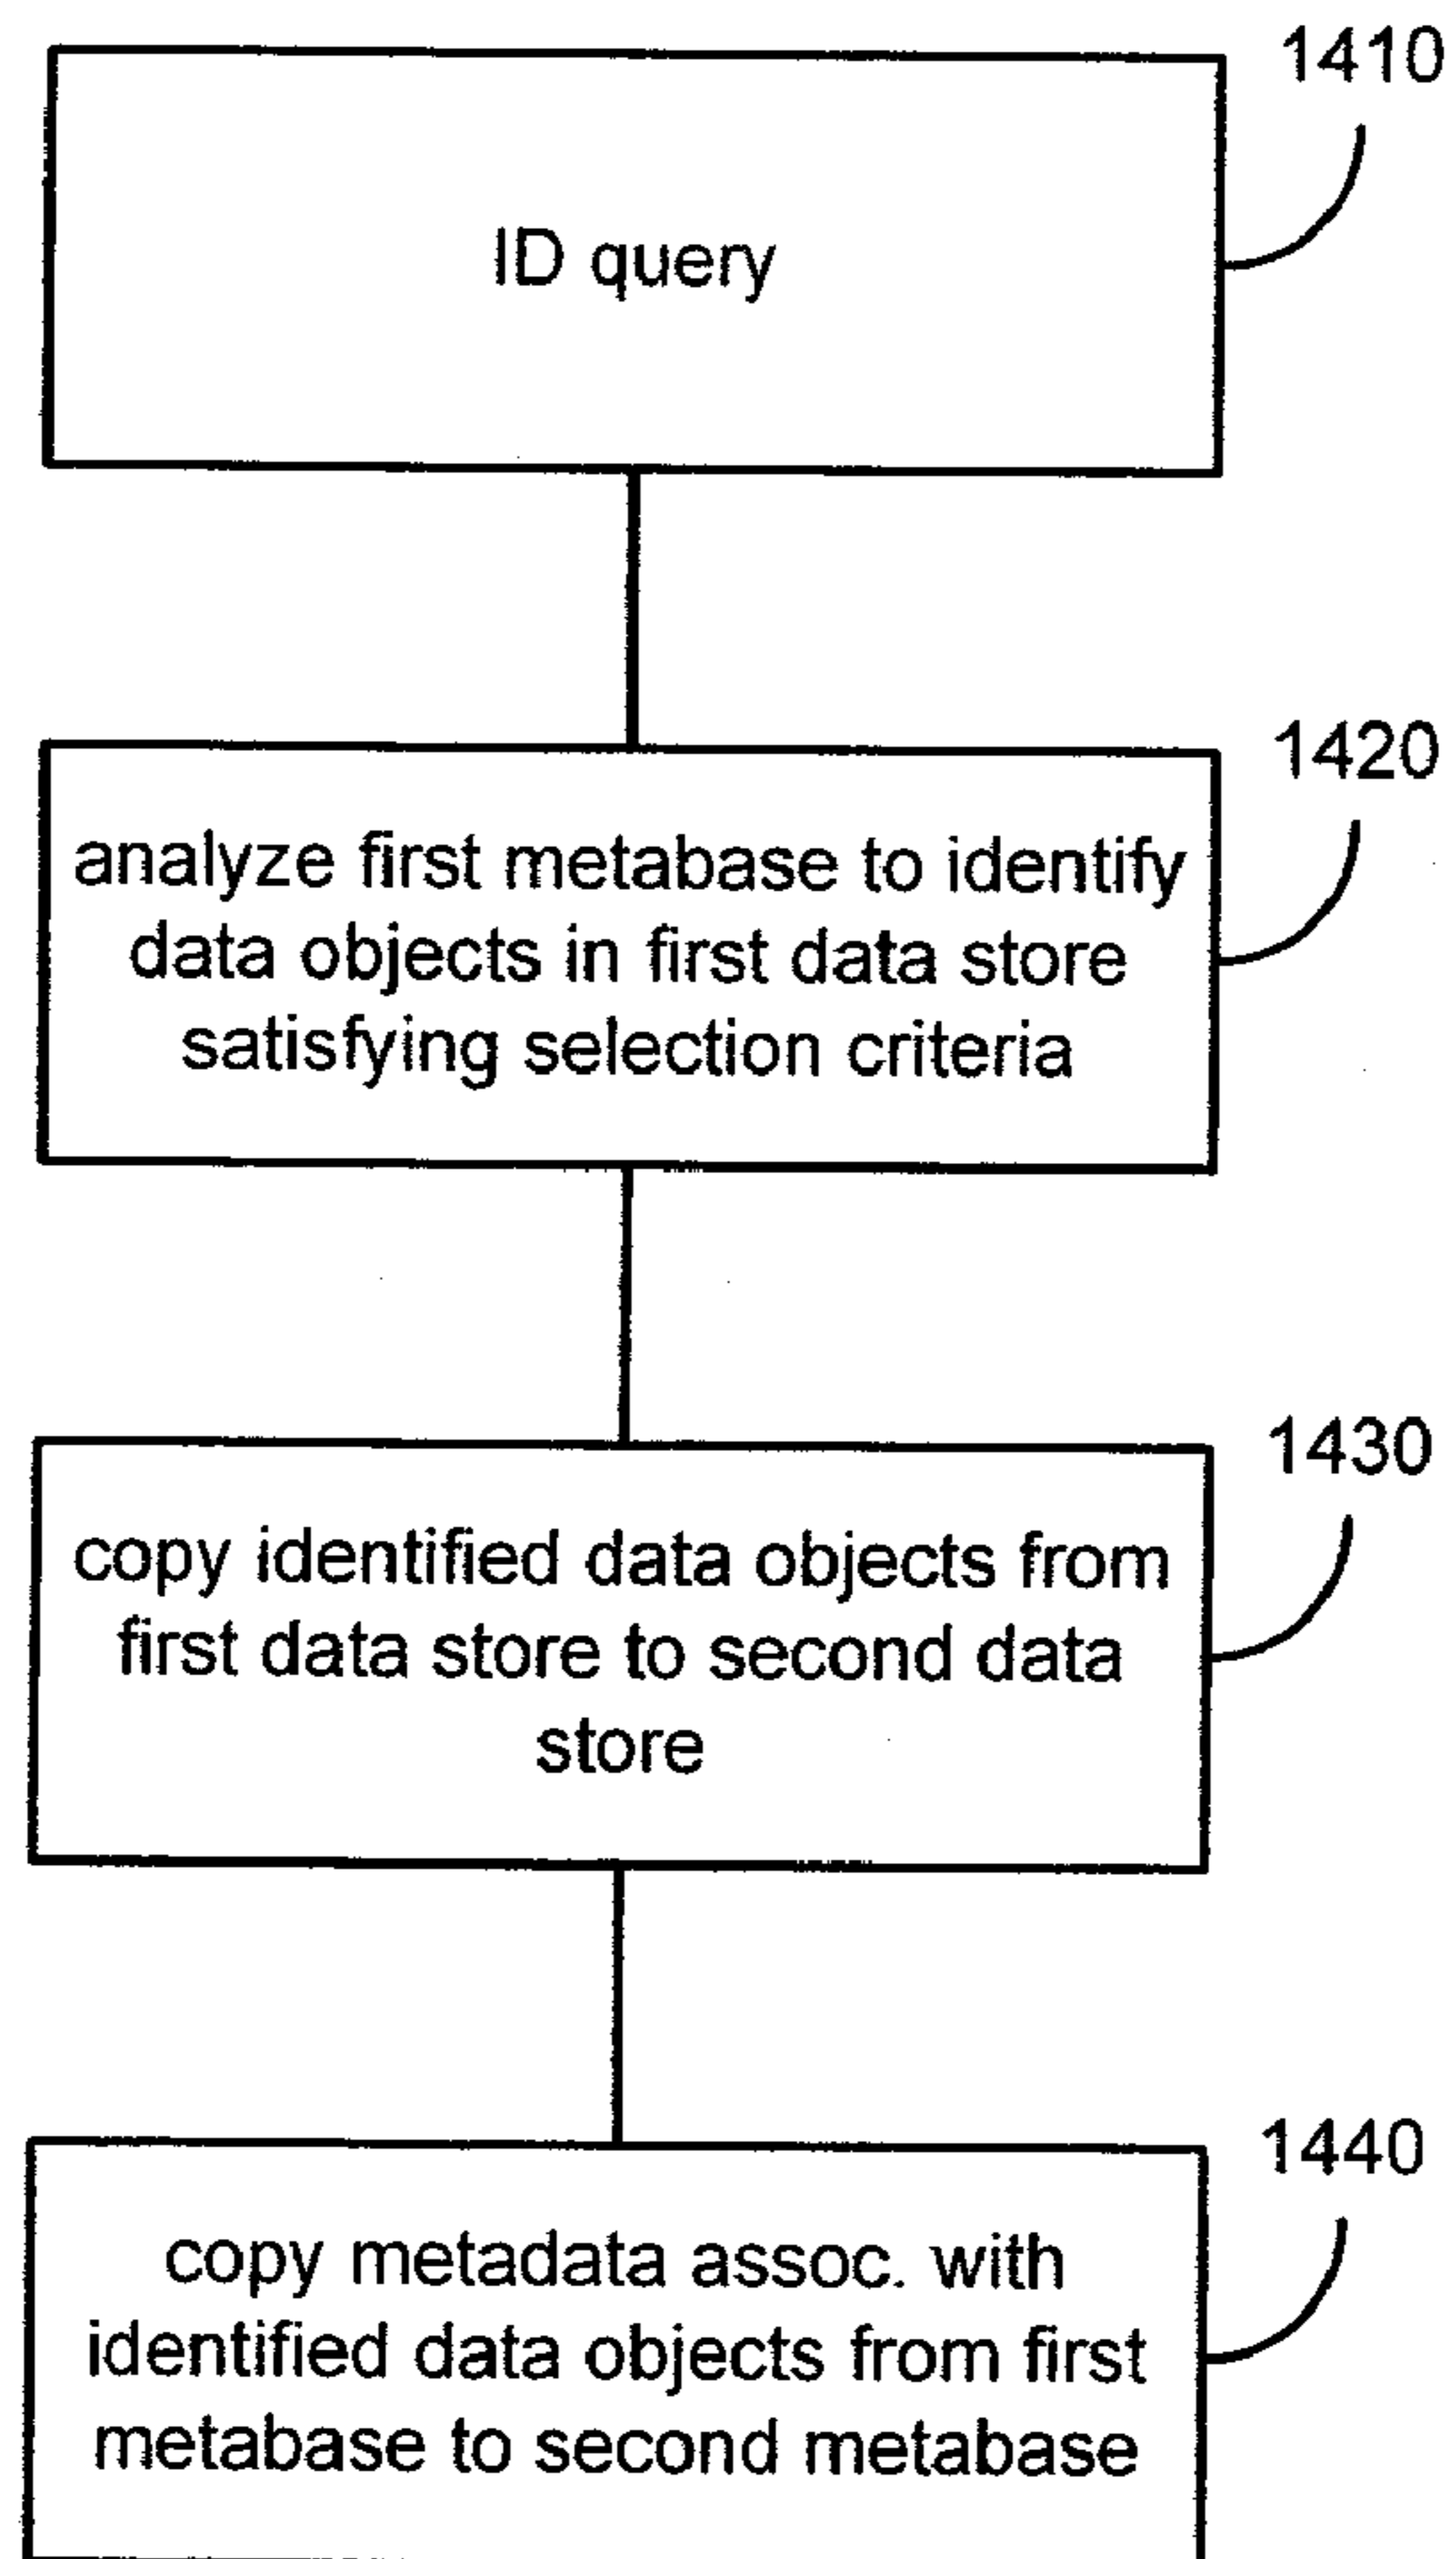 1410
ID query
1420
analyze first metabase to identify
data objects in first data store
satisfying selection criteria
1430
copy identified data objects from
first data store to second data
store
1440
copy metadata assoc. with
identified data objects from first
metabase to second metabase